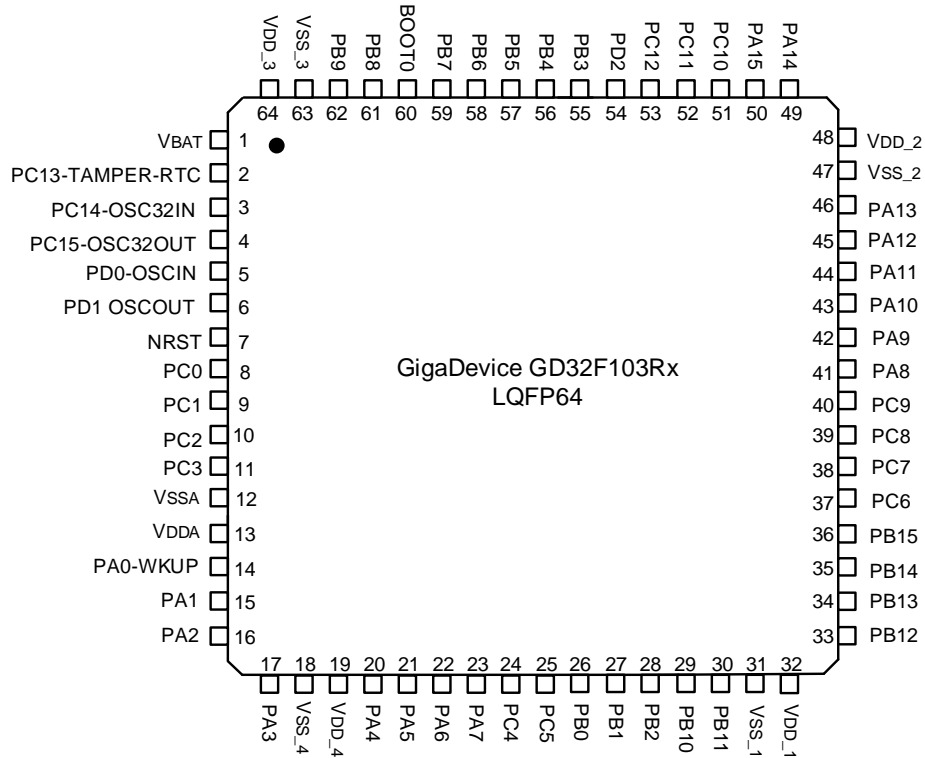 VDD_3 VSS_3 PB9 PB8 BOOT0 PB7 PB6 PB5 PB4 PB3 PD2 PC12 PC11 PC10 PA15 PA14
64 63 62 61 60 59 58 57 56 55 54 53 52 51 50 49
VBAT 1
PC13-TAMPER-RTC 2
PC14-OSC32IN 3
PC15-OSC32OUT 4
PD0-OSCIN 5
PD1 OSCOUT 6
NRST 7
PC0 8
PC1 9
PC2 10
PC3 11
VSSA 12
VDDA 13
PA0-WKUP 14
PA1 15
PA2 16
GigaDevice GD32F103Rx
LQFP64
48 VDD_2
47 VSS_2
46 PA13
45 PA12
44 PA11
43 PA10
42 PA9
41 PA8
40 PC9
39 PC8
38 PC7
37 PC6
36 PB15
35 PB14
34 PB13
33 PB12
17 18 19 20 21 22 23 24 25 26 27 28 29 30 31 32
PA3 VSS_4 VDD_4 PA4 PA5 PA6 PA7 PC4 PC5 PB0 PB1 PB2 PB10 PB11 VSS_1 VDD_1